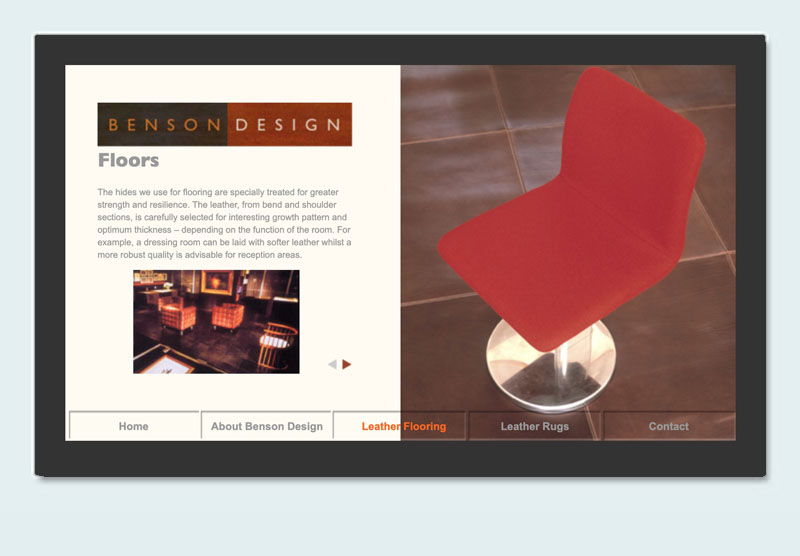 BENSON DESIGN
Floors
The hides we use for flooring are specially treated for greater
strength and resilience. The leather, from bend and shoulder
sections, is carefully selected for interesting growth pattern and
optimum thickness – depending on the function of the room. For
example, a dressing room can be laid with softer leather whilst a
more robust quality is advisable for reception areas.
Home About Benson Design Leather Flooring Leather Rugs Contact